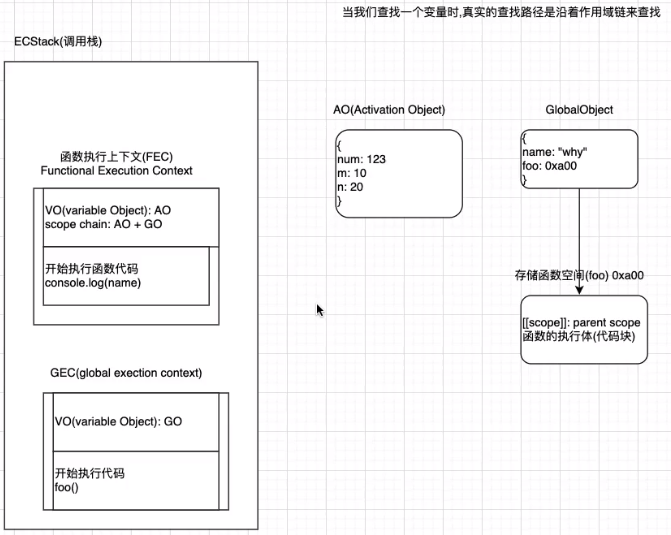 当我们查找一个变量时,真实的查找路径是沿着作用域链来查找
ECStack(调用栈)
函数执行上下文(FEC)
Functional Execution Context
VO(variable Object): AO
scope chain: AO + GO
开始执行函数代码
console.log(name)
GEC(global exection context)
VO(variable Object): GO
开始执行代码
foo()
AO(Activation Object)
{
num: 123
m: 10
n: 20
}
GlobalObject
{
name: "why"
foo: 0xa00
}
存储函数空间(foo) 0xa00
[[scope]]: parent scope
函数的执行体(代码块)